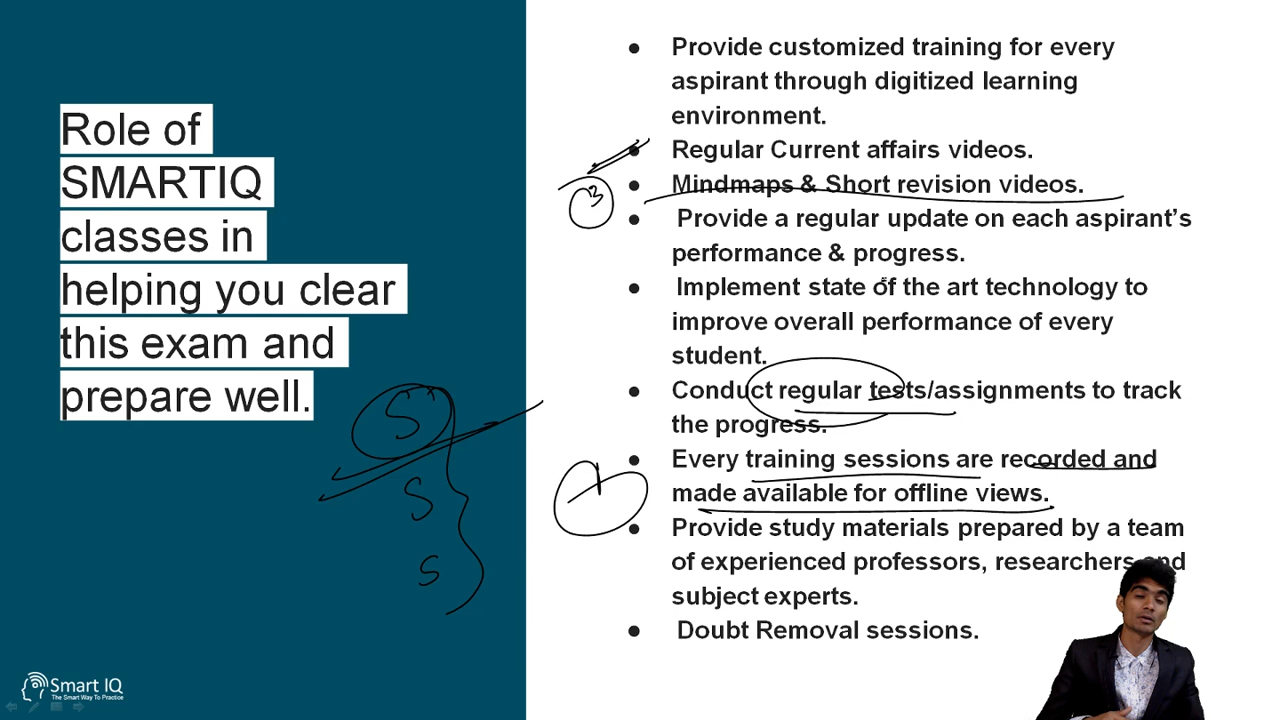 Role of
SMARTIQ
classes in
helping you clear
this exam and
prepare well.
● Provide customized training for every
aspirant through digitized learning
environment.
● Regular Current affairs videos.
● Mindmaps & Short revision videos.
● Provide a regular update on each aspirant's
performance & progress.
● Implement state of the art technology to
improve overall performance of every
student.
● Conduct regular tests/assignments to track
the progress.
● Every training sessions are recorded and
made available for offline views.
● Provide study materials prepared by a team
of experienced professors, researchers and
subject experts.
● Doubt Removal sessions.
3
S
S
S
Smart IQ
The Smart Way To Practice